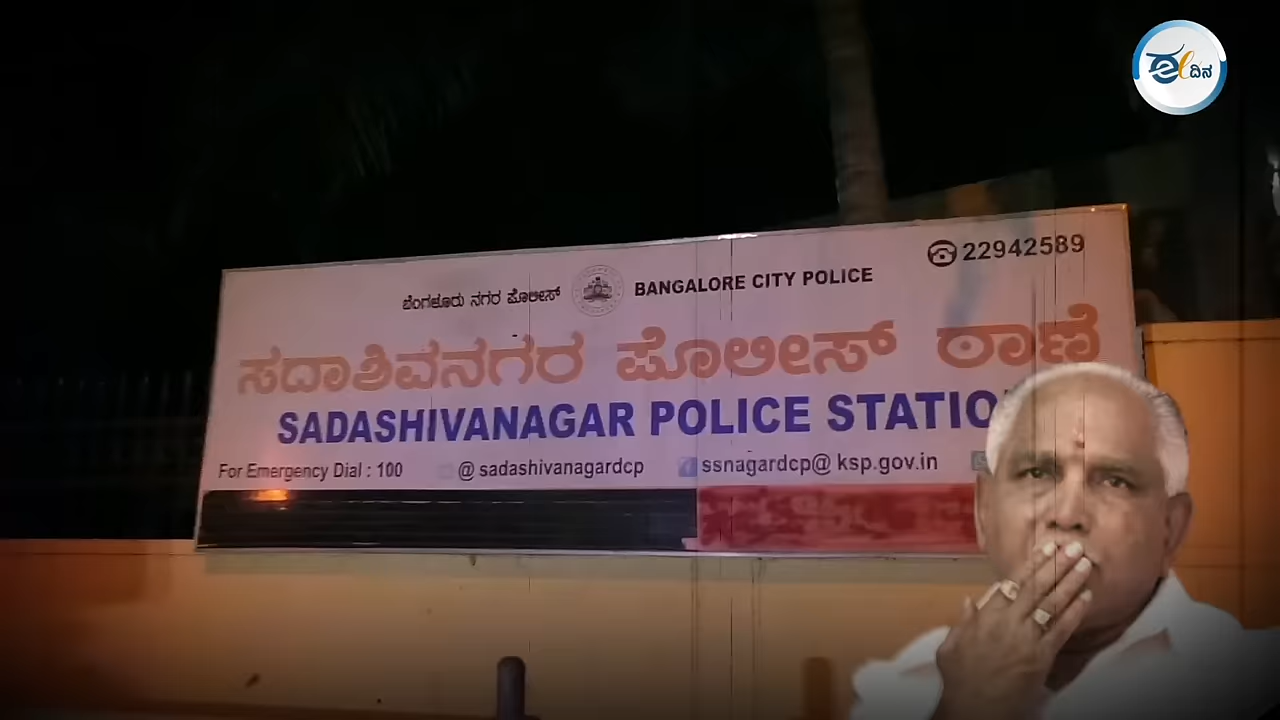 ಈ ದಿನ
22942589
ಬೆಂಗಳೂರು ನಗರ ಪೊಲೀಸ್ BANGALORE CITY POLICE
ಸದಾಶಿವನಗರ ಪೊಲೀಸ್ ಠಾಣೆ
SADASHIVANAGAR POLICE
For Emergency Dial : 100 @ sadashivanagardcp ssnagardcp@ ksp.gov.in